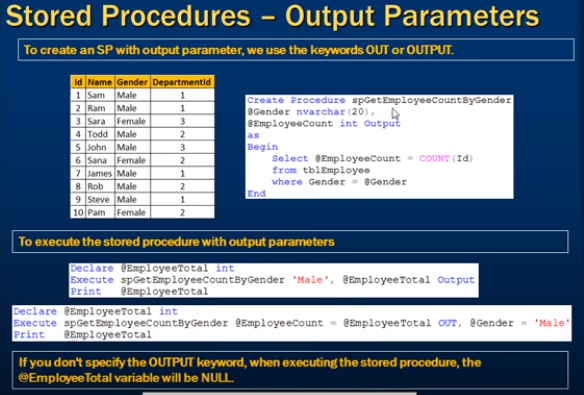 Stored Procedures – Output Parameters
To create an SP with output parameter, we use the keywords OUT or OUTPUT.
Id Name Gender DepartmentId
1 Sam Male 1
2 Ram Male 1
3 Sara Female 3
4 Todd Male 2
5 John Male 3
6 Sana Female 2
7 James Male 1
8 Rob Male 2
9 Steve Male 1
10 Pam Female 2
Create Procedure spGetEmployeeCountByGender
@Gender nvarchar(20),
@EmployeeCount int Output
as
Begin
Select @EmployeeCount = COUNT(Id)
from tblEmployee
where Gender = @Gender
End
To execute the stored procedure with output parameters
Declare @EmployeeTotal int
Execute spGetEmployeeCountByGender 'Male', @EmployeeTotal Output
Print @EmployeeTotal
Declare @EmployeeTotal int
Execute spGetEmployeeCountByGender @EmployeeCount = @EmployeeTotal OUT, @Gender = 'Male'
Print @EmployeeTotal
If you don't specify the OUTPUT keyword, when executing the stored procedure, the
@EmployeeTotal variable will be NULL.